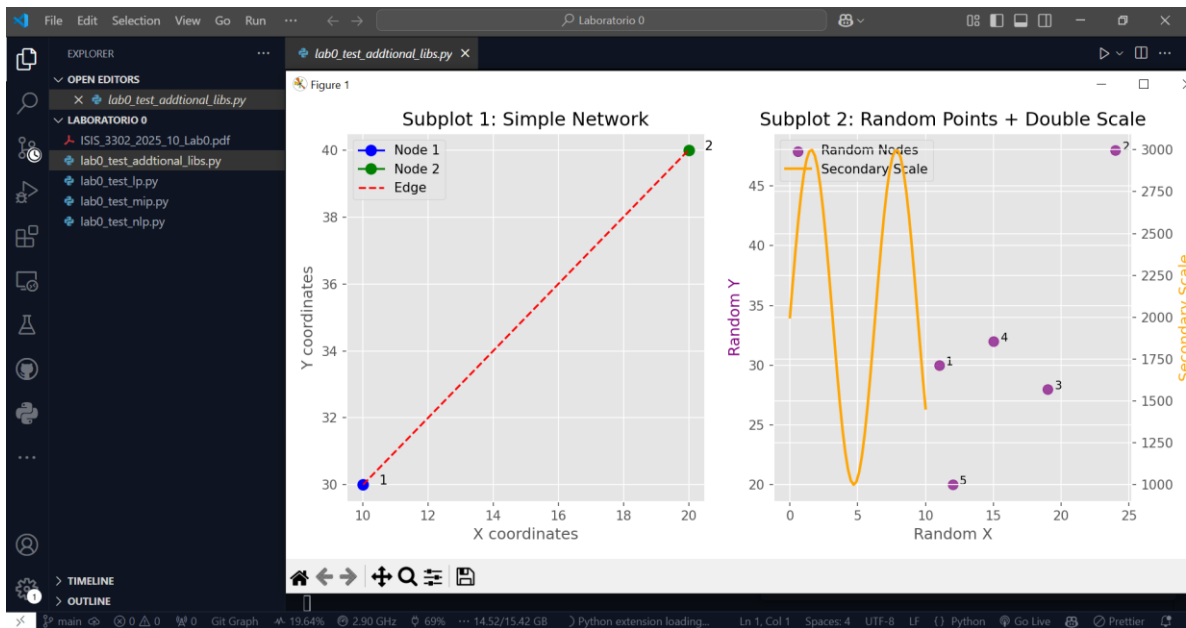 File Edit Selection View Go Run ··· Laboratorio 0
EXPLORER ···
OPEN EDITORS
lab0_test_addtional_libs.py
LABORATORIO 0
ISIS_3302_2025_10_Lab0.pdf
lab0_test_addtional_libs.py
lab0_test_lp.py
lab0_test_mip.py
lab0_test_nlp.py
TIMELINE
OUTLINE
1
lab0_test_addtional_libs.py
Figure 1
Subplot 1: Simple Network
Node 1
Node 2
Edge
Y coordinates
40
38
36
34
32
30
1
2
10 12 14 16 18 20
X coordinates
Subplot 2: Random Points + Double Scale
Random Nodes
Secondary Scale
Random Y
45
40
35
30
25
20
2
4
1
3
5
0 5 10 15 20 25
Random X
3000
2750
2500
2250
2000
1750
1500
1250
1000
Secondary Scale
main 0 0 0 Git Graph 19.64% 2.90 GHz 69% ··· 14.52/15.42 GB Python extension loading... Ln 1, Col 1 Spaces: 4 UTF-8 LF {} Python Go Live Prettier